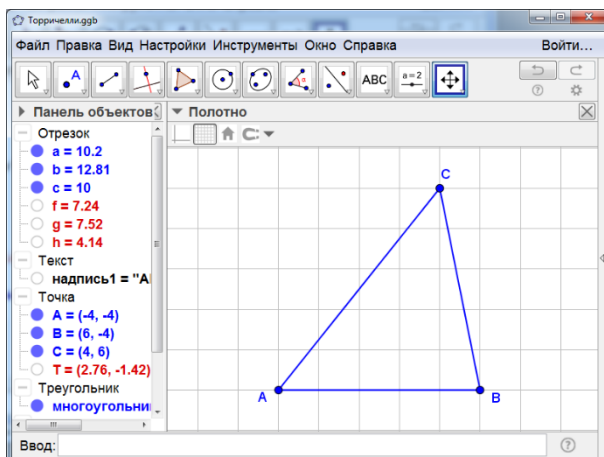 Торричелли.ggb
Файл Правка Вид Настройки Инструменты Окно Справка Войти...
A ABC a=2
Панель объектов Полотно
Отрезок
a = 10.2
b = 12.81
c = 10
f = 7.24
g = 7.52
h = 4.14
Текст
надпись1 = "A
Точка
A = (-4, -4)
B = (6, -4)
C = (4, 6)
T = (2.76, -1.42)
Треугольник
многоугольни
C
A
B
Ввод: